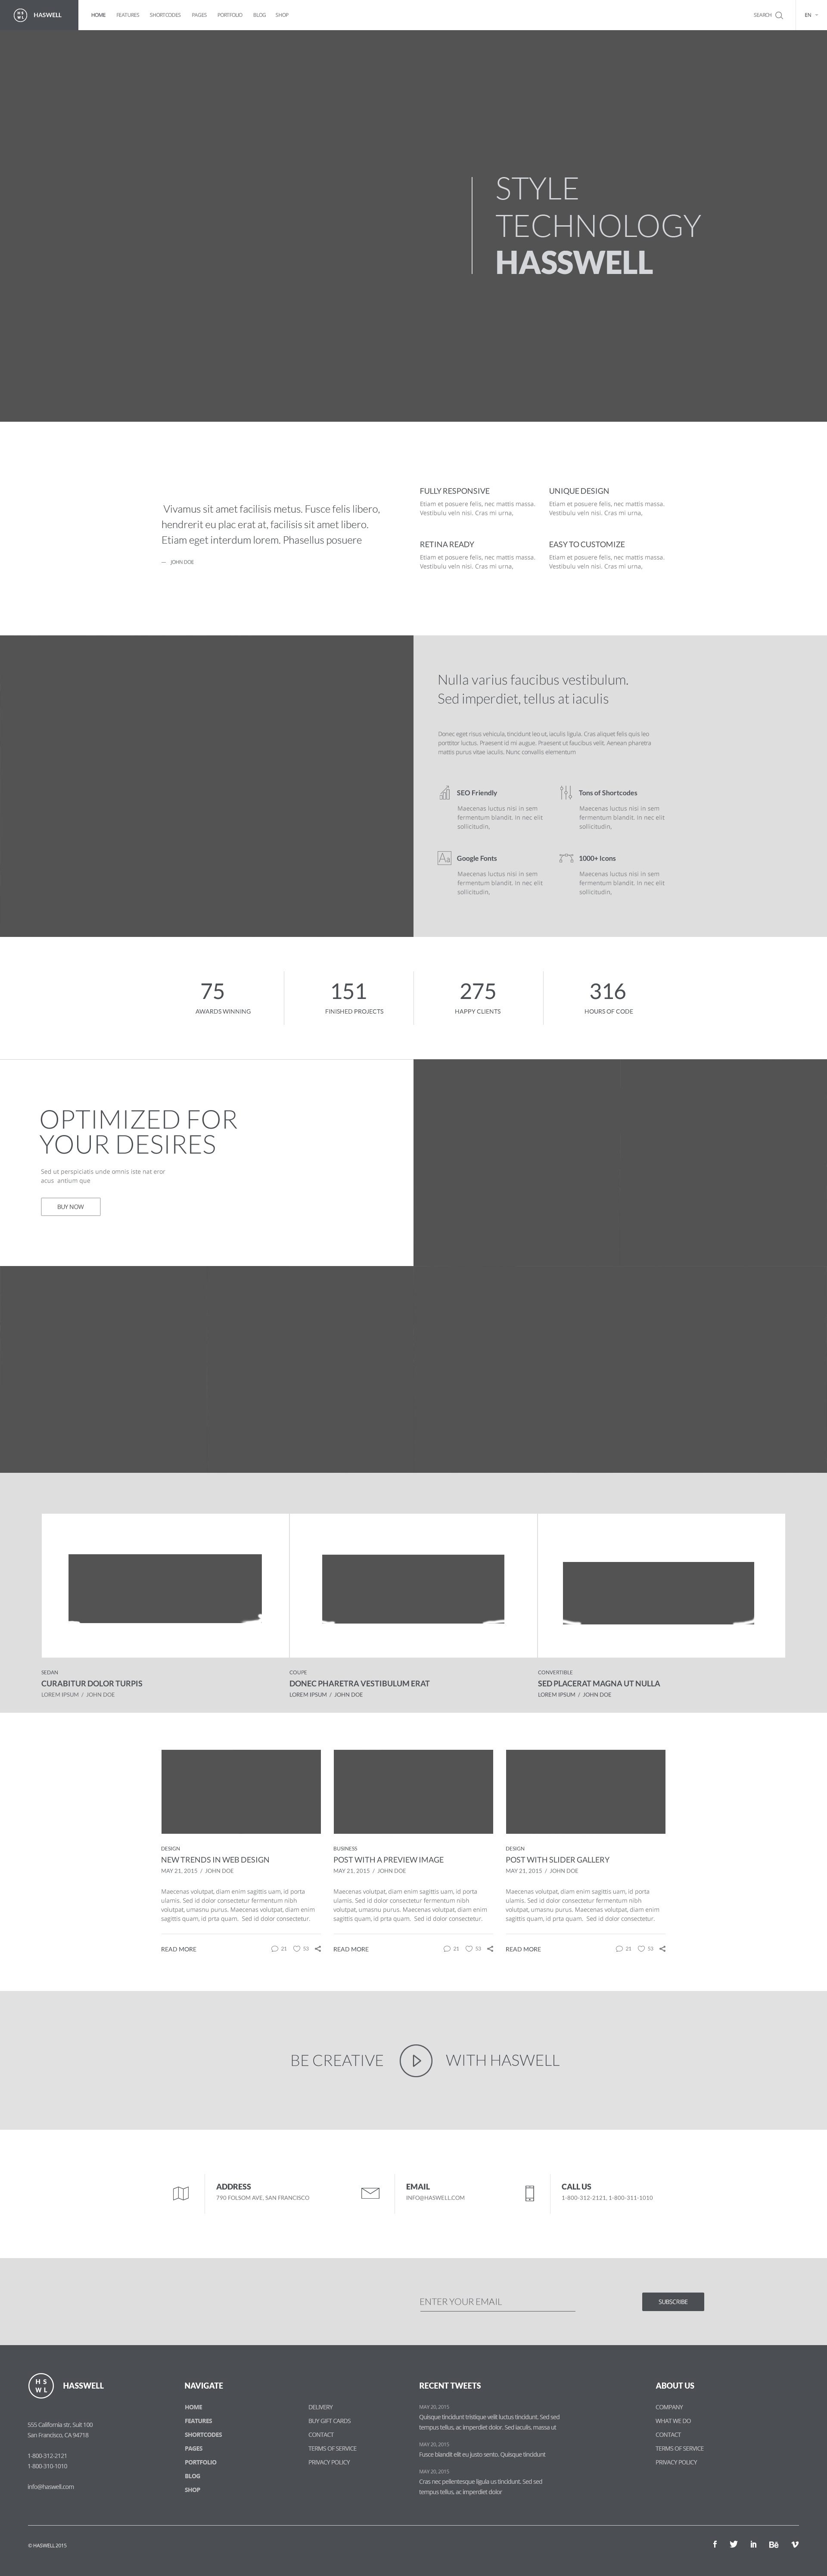 HS
WL
HASWELL
HOME FEATURES SHORTCODES PAGES PORTFOLIO BLOG SHOP
SEARCH
EN
STYLE
TECHNOLOGY
HASSWELL
Vivamus sit amet facilisis metus. Fusce felis libero,
hendrerit eu plac erat at, facilisis sit amet libero.
Etiam eget interdum lorem. Phasellus posuere
— JOHN DOE
FULLY RESPONSIVE
Etiam et posuere felis, nec mattis massa.
Vestibulu veln nisi. Cras mi urna,
UNIQUE DESIGN
Etiam et posuere felis, nec mattis massa.
Vestibulu veln nisi. Cras mi urna,
RETINA READY
Etiam et posuere felis, nec mattis massa.
Vestibulu veln nisi. Cras mi urna,
EASY TO CUSTOMIZE
Etiam et posuere felis, nec mattis massa.
Vestibulu veln nisi. Cras mi urna,
Nulla varius faucibus vestibulum.
Sed imperdiet, tellus at iaculis
Donec eget risus vehicula, tincidunt leo ut, iaculis ligula. Cras aliquet felis quis leo
porttitor luctus. Praesent id mi augue. Praesent ut faucibus velit. Aenean pharetra
mattis purus vitae iaculis. Nunc convallis elementum
SEO Friendly
Maecenas luctus nisi in sem
fermentum blandit. In nec elit
sollicitudin,
Tons of Shortcodes
Maecenas luctus nisi in sem
fermentum blandit. In nec elit
sollicitudin,
Aa
Google Fonts
Maecenas luctus nisi in sem
fermentum blandit. In nec elit
sollicitudin,
1000+ Icons
Maecenas luctus nisi in sem
fermentum blandit. In nec elit
sollicitudin,
75
AWARDS WINNING
151
FINISHED PROJECTS
275
HAPPY CLIENTS
316
HOURS OF CODE
OPTIMIZED FOR
YOUR DESIRES
Sed ut perspiciatis unde omnis iste nat eror
acus antium que
BUY NOW
SEDAN
CURABITUR DOLOR TURPIS
LOREM IPSUM / JOHN DOE
COUPE
DONEC PHARETRA VESTIBULUM ERAT
LOREM IPSUM / JOHN DOE
CONVERTIBLE
SED PLACERAT MAGNA UT NULLA
LOREM IPSUM / JOHN DOE
DESIGN
NEW TRENDS IN WEB DESIGN
MAY 21, 2015 / JOHN DOE
Maecenas volutpat, diam enim sagittis uam, id porta
ulamis. Sed id dolor consectetur fermentum nibh
volutpat, umasnu purus. Maecenas volutpat, diam enim
sagittis quam, id prta quam. Sed id dolor consectetur.
READ MORE 21 53
BUSINESS
POST WITH A PREVIEW IMAGE
MAY 21, 2015 / JOHN DOE
Maecenas volutpat, diam enim sagittis uam, id porta
ulamis. Sed id dolor consectetur fermentum nibh
volutpat, umasnu purus. Maecenas volutpat, diam enim
sagittis quam, id prta quam. Sed id dolor consectetur.
READ MORE 21 53
DESIGN
POST WITH SLIDER GALLERY
MAY 21, 2015 / JOHN DOE
Maecenas volutpat, diam enim sagittis uam, id porta
ulamis. Sed id dolor consectetur fermentum nibh
volutpat, umasnu purus. Maecenas volutpat, diam enim
sagittis quam, id prta quam. Sed id dolor consectetur.
READ MORE 21 53
BE CREATIVE WITH HASWELL
ADDRESS
790 FOLSOM AVE, SAN FRANCISCO
EMAIL
INFO@HASWELL.COM
CALL US
1-800-312-2121, 1-800-311-1010
ENTER YOUR EMAIL
SUBSCRIBE
HS
WL
HASSWELL
555 California str, Suit 100
San Francisco, CA 94718
1-800-312-2121
1-800-310-1010
info@haswell.com
NAVIGATE
HOME
FEATURES
SHORTCODES
PAGES
PORTFOLIO
BLOG
SHOP
DELIVERY
BUY GIFT CARDS
CONTACT
TERMS OF SERVICE
PRIVACY POLICY
RECENT TWEETS
MAY 20, 2015
Quisque tincidunt tristique velit luctus tincidunt. Sed sed
tempus tellus, ac imperdiet dolor. Sed iaculis, massa ut
MAY 20, 2015
Fusce blandit elit eu justo sento. Quisque tincidunt
MAY 20, 2015
Cras nec pellentesque ligula us tincidunt. Sed sed
tempus tellus, ac imperdiet dolor
ABOUT US
COMPANY
WHAT WE DO
CONTACT
TERMS OF SERVICE
PRIVACY POLICY
© HASWELL 2015